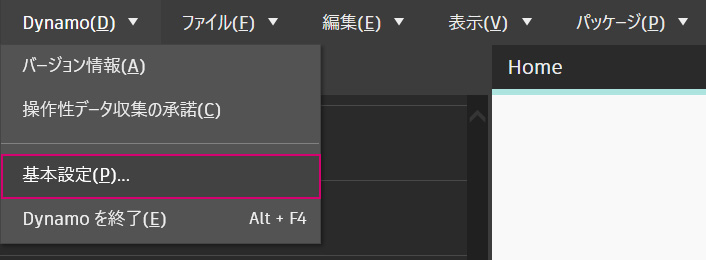 Dynamo(D) ▼ ファイル(F) ▼ 編集(E) ▼ 表示(V) ▼ パッケージ(P) ▼
バージョン情報(A)
Home
操作性データ収集の承諾(C)
基本設定(P)...
Dynamo を終了(E) Alt + F4